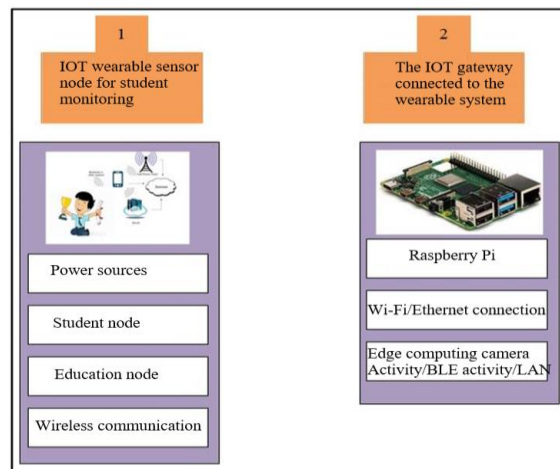 1
IOT wearable sensor
node for student
monitoring
Power sources
Student node
Education node
Wireless communication
2
The IOT gateway
connected to the
wearable system
Raspberry Pi
Wi-Fi/Ethernet connection
Edge computing camera
Activity/BLE activity/LAN